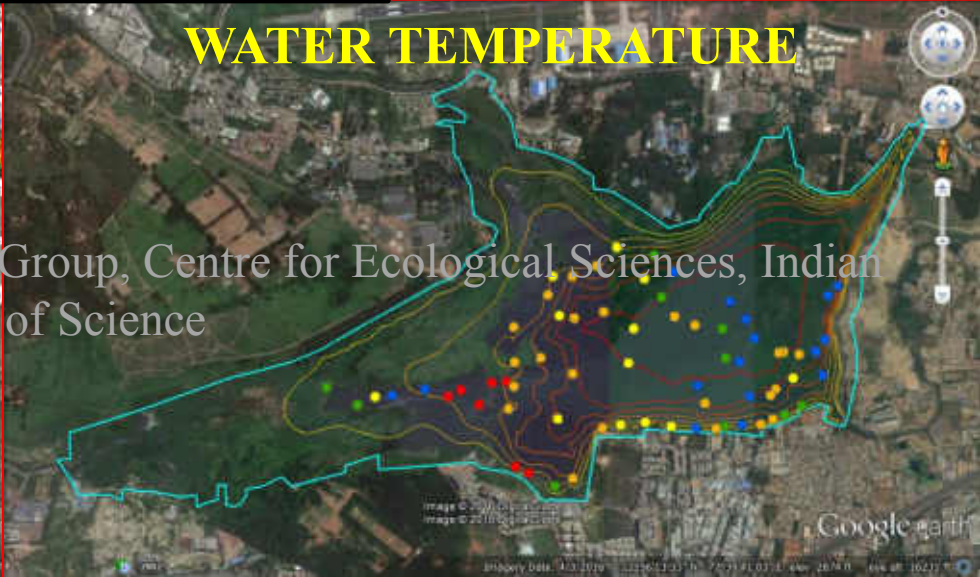 WATER TEMPERATURE
Group, Centre for Ecological Sciences, Indian
of Science
Google earth